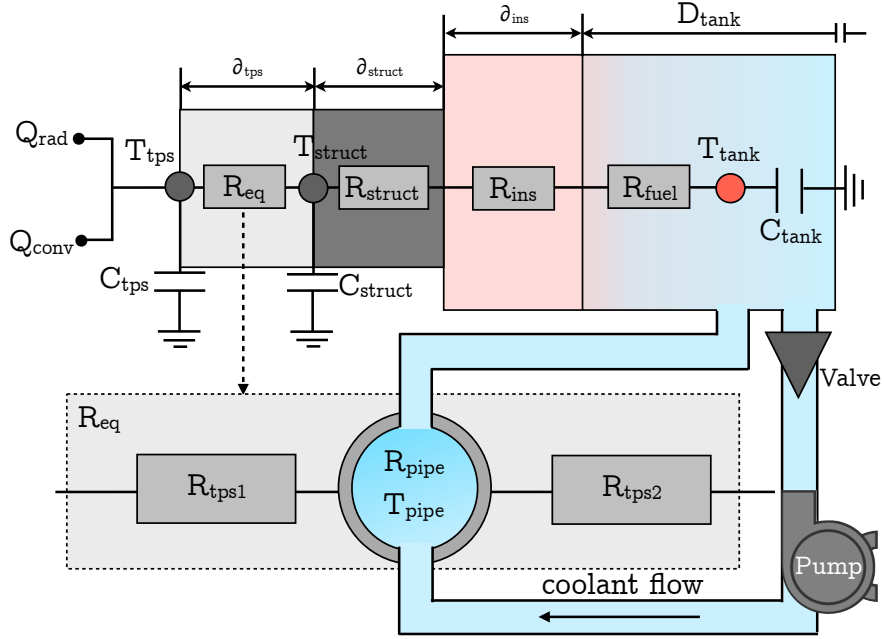 ∂ins
Dtank
∂tps
∂struct
Qrad
Ttps
Tstruct
Ttank
Req
Rstruct
Rins
Rfuel
Qconv
Ctank
Ctps
Cstruct
Valve
Req
Rpipe
Tpipe
Rtps1
Rtps2
Pump
coolant flow